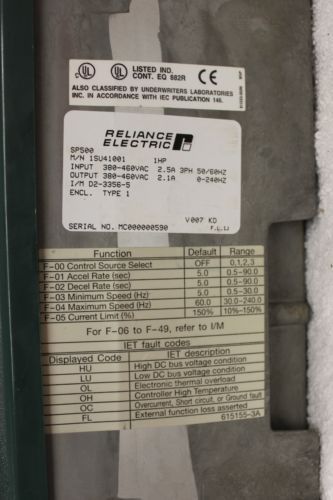 UL
LISTED IND.
CONT. EQ 882R
CE
ALSO CLASSIFIED BY UNDERWRITERS LABORATORIES
INC. IN ACCORDANCE WITH IEC PUBLICATION 146.
RELIANCE
ELECTRIC
SP500
M/N 1SU41001 1HP
INPUT 380-460VAC 2.5A 3PH 50/60HZ
OUTPUT 380-460VAC 2.1A 0-240HZ
I/M D2-3356-5
ENCL. TYPE 1
V.007 KD
SERIAL NO. MC000000590
Function Default Range
F-00 Control Source Select OFF 0,1,2,3
F-01 Accel Rate (sec) 5.0 0.5-90.0
F-02 Decel Rate (sec) 5.0 0.5-90.0
F-03 Minimum Speed (Hz) 5.0 0.5-30.0
F-04 Maximum Speed (Hz) 60.0 30.0-240.0
F-05 Current Limit (%) 150% 10%-150%
For F-06 to F-49, refer to I/M
IET fault codes
Displayed Code IET description
HU High DC bus voltage condition
LU Low DC bus voltage condition
OL Electronic thermal overload
OH Controller High Temperature
OC Overcurrent, Short circuit, or Ground fault
FL External function loss asserted
615155-3A